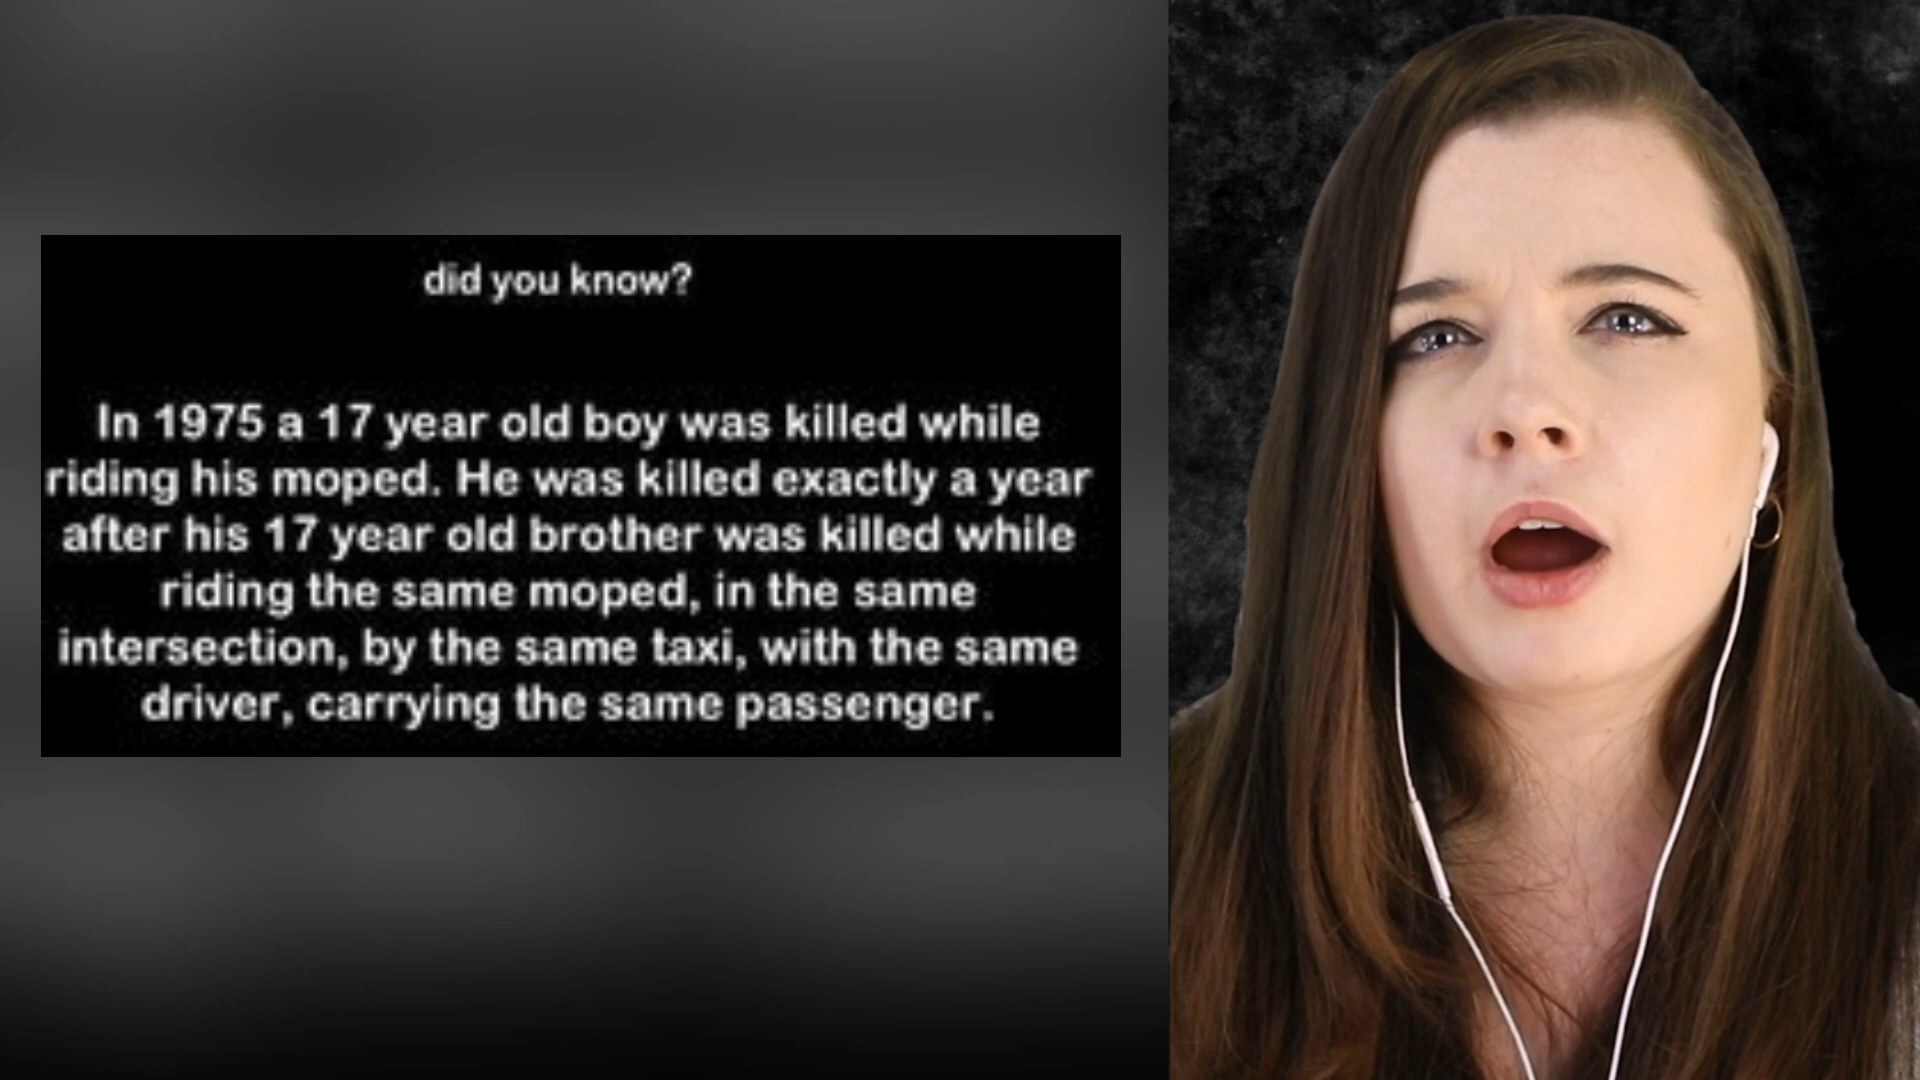 did you know?
In 1975 a 17 year old boy was killed while
riding his moped. He was killed exactly a year
after his 17 year old brother was killed while
riding the same moped, in the same
intersection, by the same taxi, with the same
driver, carrying the same passenger.